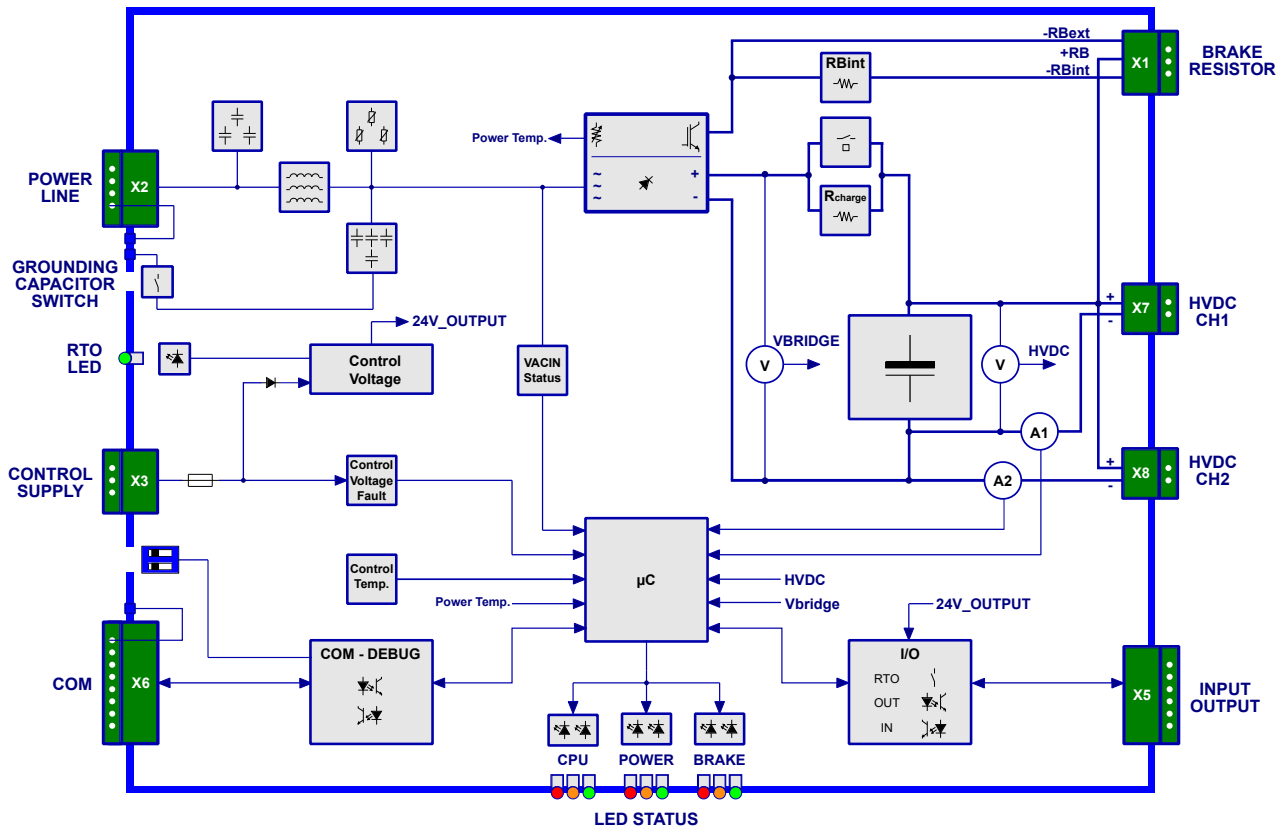 -RBext
+RB
-RBint
X1
BRAKE
RESISTOR
RBint
Power Temp.
~
~
~
+
-
Rcharge
POWER
LINE
X2
GROUNDING
CAPACITOR
SWITCH
24V_OUTPUT
RTO
LED
Control
Voltage
VACIN
Status
VBRIDGE
V
HVDC
V
+
-
X7
HVDC
CH1
A1
A2
+
-
X8
HVDC
CH2
CONTROL
SUPPLY
X3
Control
Voltage
Fault
Control
Temp.
Power Temp.
µC
HVDC
Vbridge
24V_OUTPUT
COM
X6
COM - DEBUG
I/O
RTO
OUT
IN
X5
INPUT
OUTPUT
CPU
POWER
BRAKE
LED STATUS